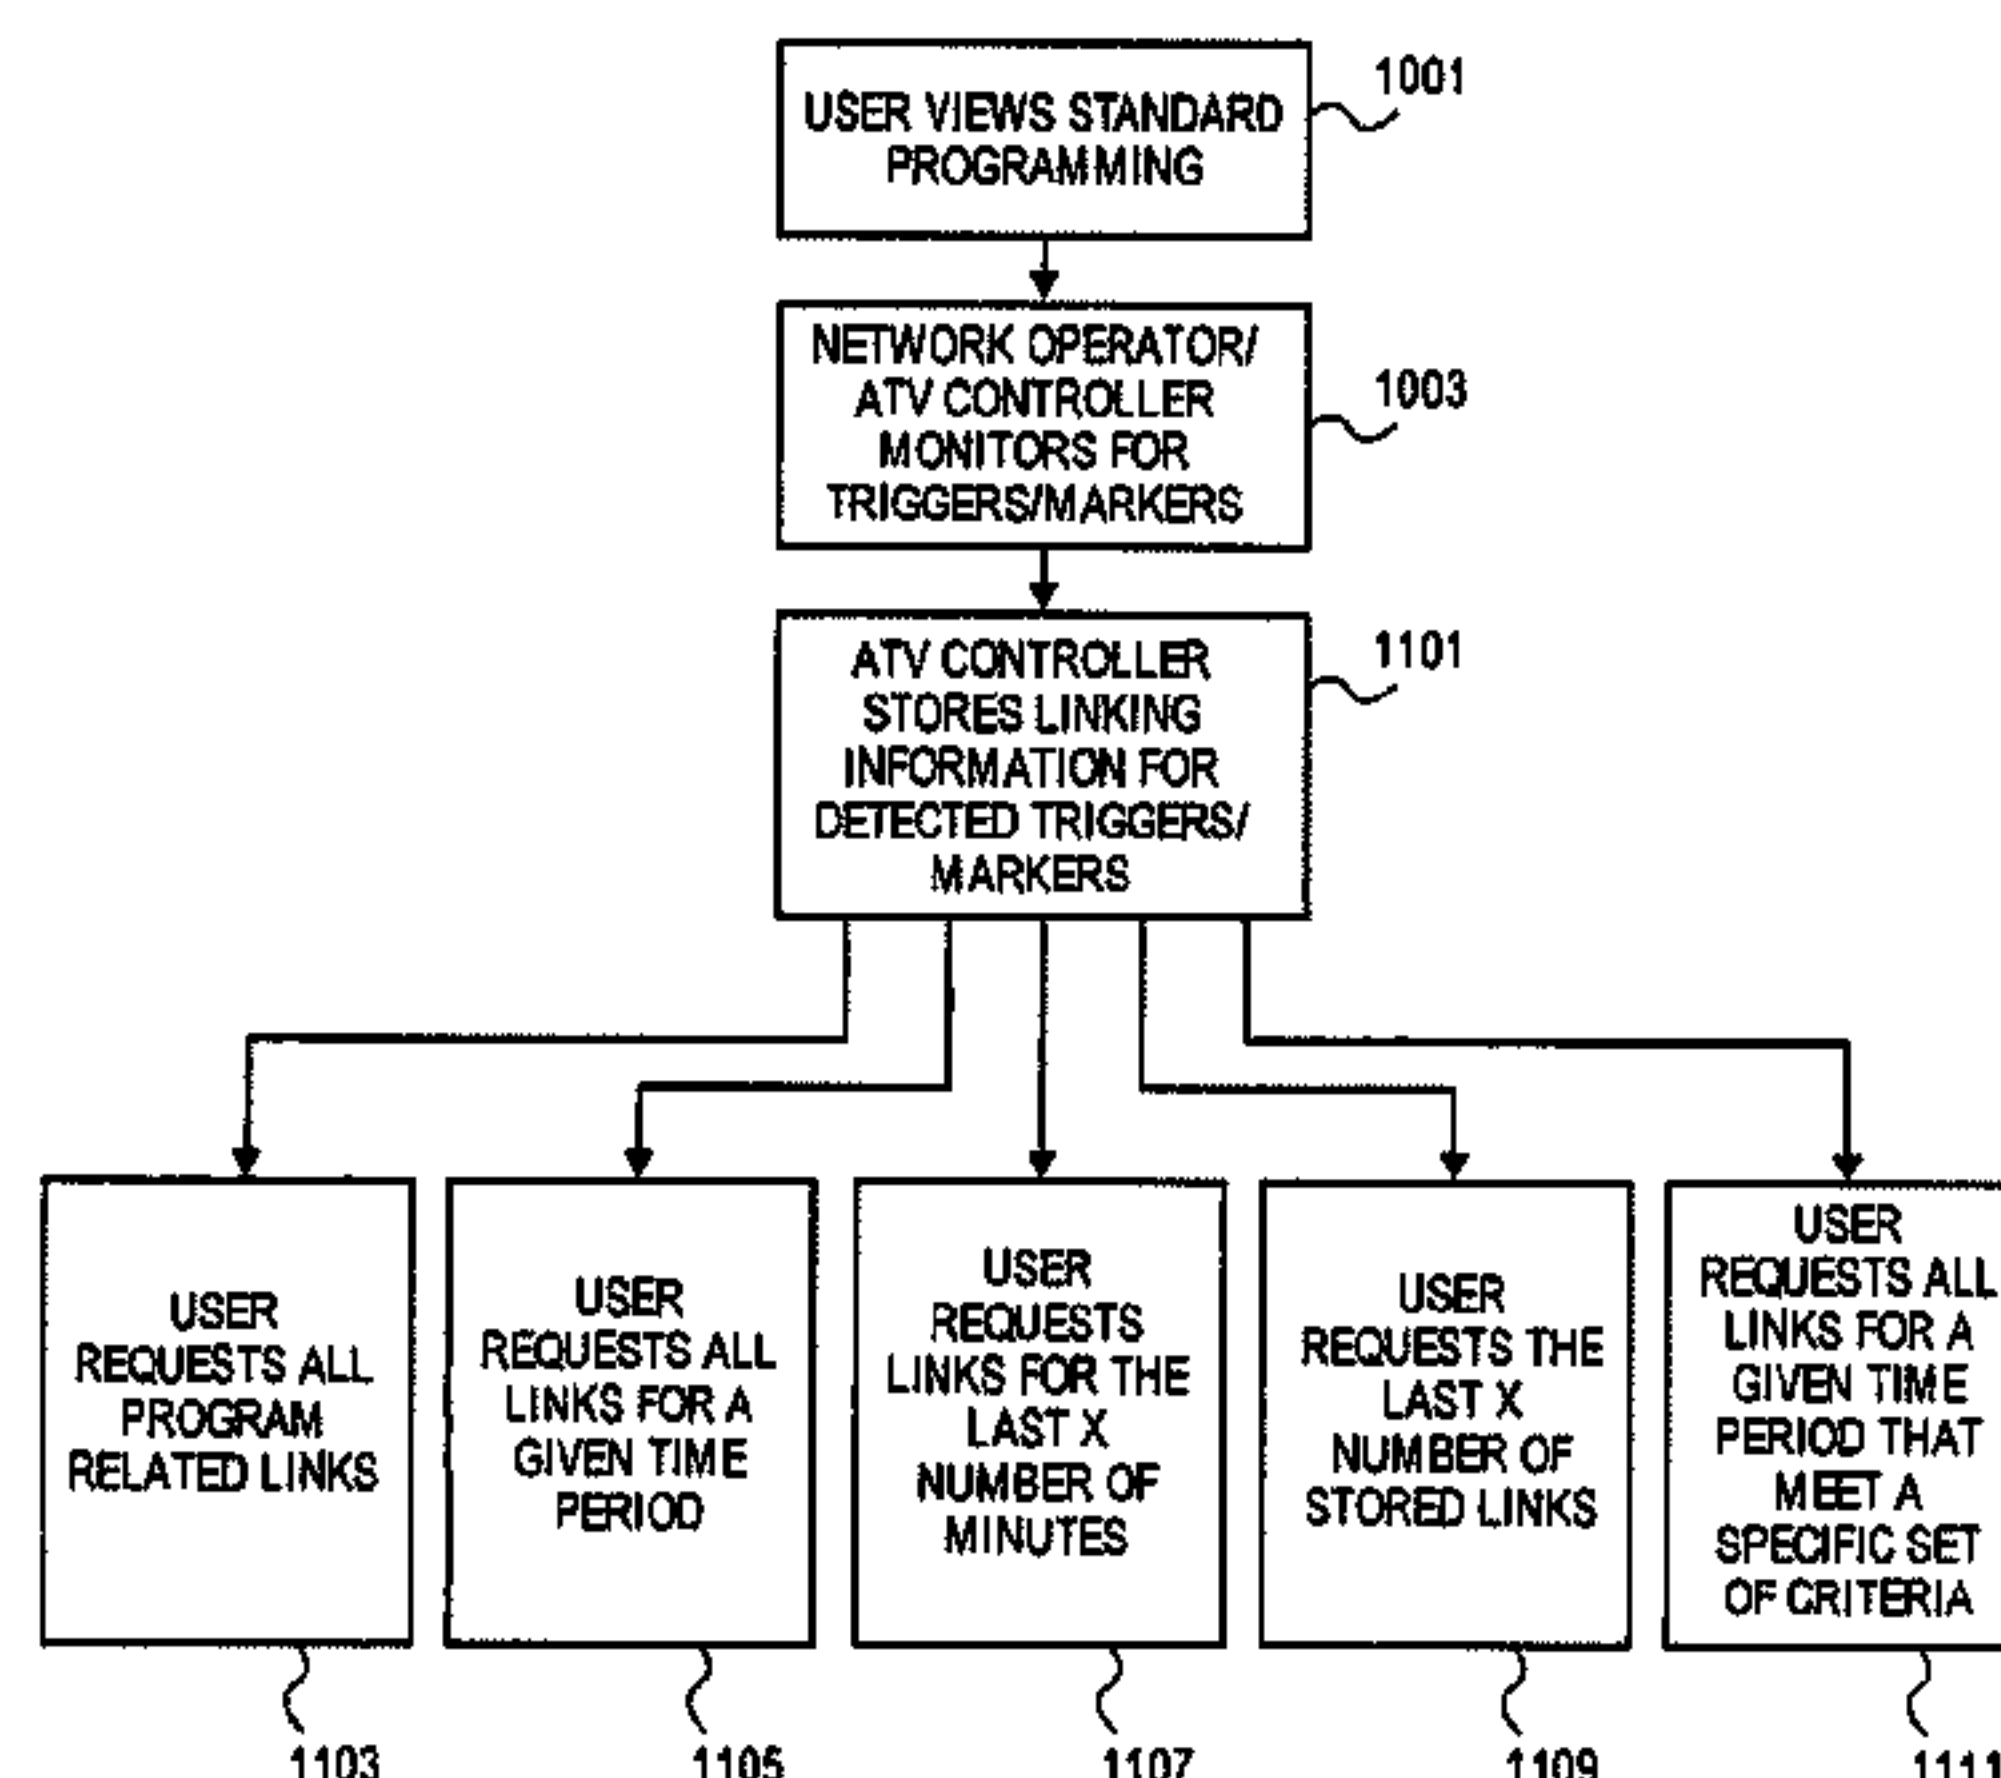 1001
USER VIEWS STANDARD
PROGRAMMING
NETWORK OPERATOR/
ATV CONTROLLER
MONITORS FOR
TRIGGERS/MARKERS
1003
ATV CONTROLLER
STORES LINKING
INFORMATION FOR
DETECTED TRIGGERS/
MARKERS
1101
USER
REQUESTS ALL
PROGRAM
RELATED LINKS
USER
REQUESTS ALL
LINKS FOR A
GIVEN TIME
PERIOD
USER
REQUESTS
LINKS FOR THE
LAST X
NUMBER OF
MINUTES
USER
REQUESTS THE
LAST X
NUMBER OF
STORED LINKS
USER
REQUESTS ALL
LINKS FOR A
GIVEN TIME
PERIOD THAT
MEET A
SPECIFIC SET
OF CRITERIA
1103
1105
1107
1109
1111